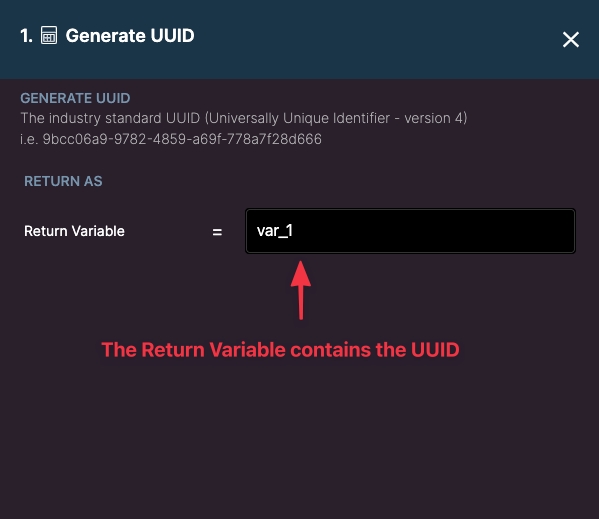 1. Generate UUID
GENERATE UUID
The industry standard UUID (Universally Unique Identifier - version 4)
i.e. 9bcc06a9-9782-4859-a69f-778a7f28d666
RETURN AS
Return Variable = var_1
The Return Variable contains the UUID